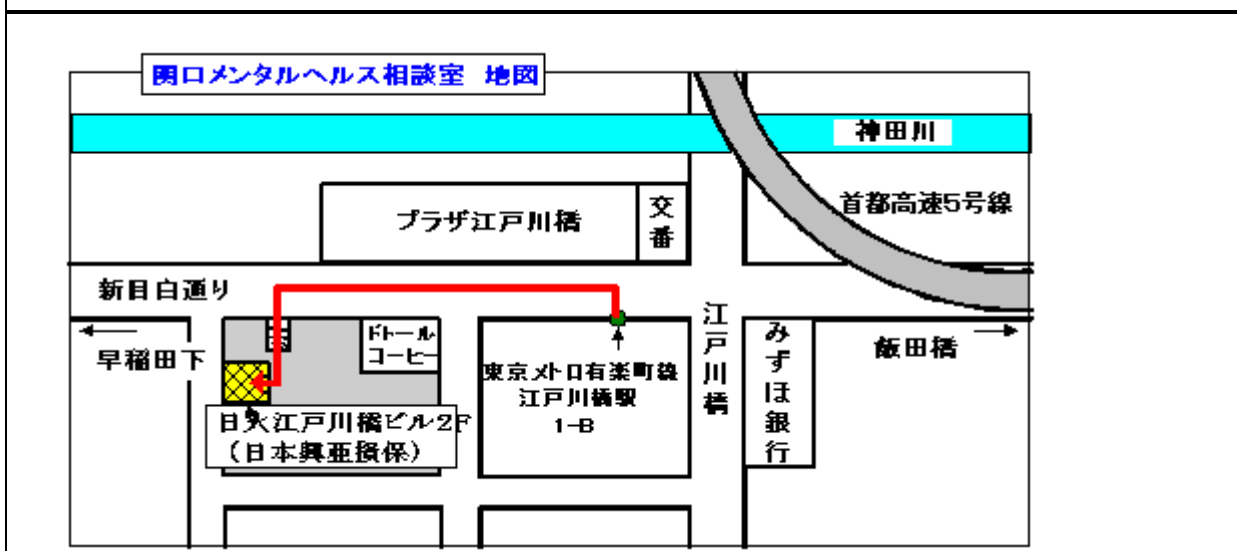 関口メンタルヘルス相談室 地図
神田川
首都高速5号線
プラザ江戸川橋
交番
新目白通り
早稲田下
ドトール
コーヒー
東京メトロ有楽町線
江戸川橋駅
1-B
江戸川橋
みずほ銀行
飯田橋
江戸川橋ビル2F
(日本興亜損保)